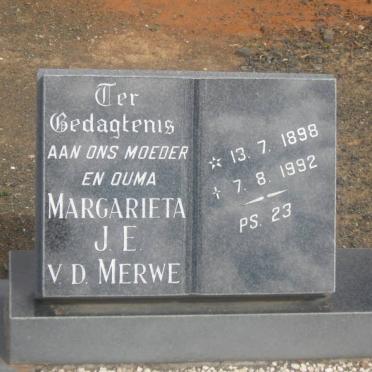 Ter
Gedagtenis
AAN ONS MOEDER
EN OUMA
MARGARIETA
J. E.
V. D. MERWE
☆ 13. 7. 1898
✝ 7. 8. 1992
PS. 23